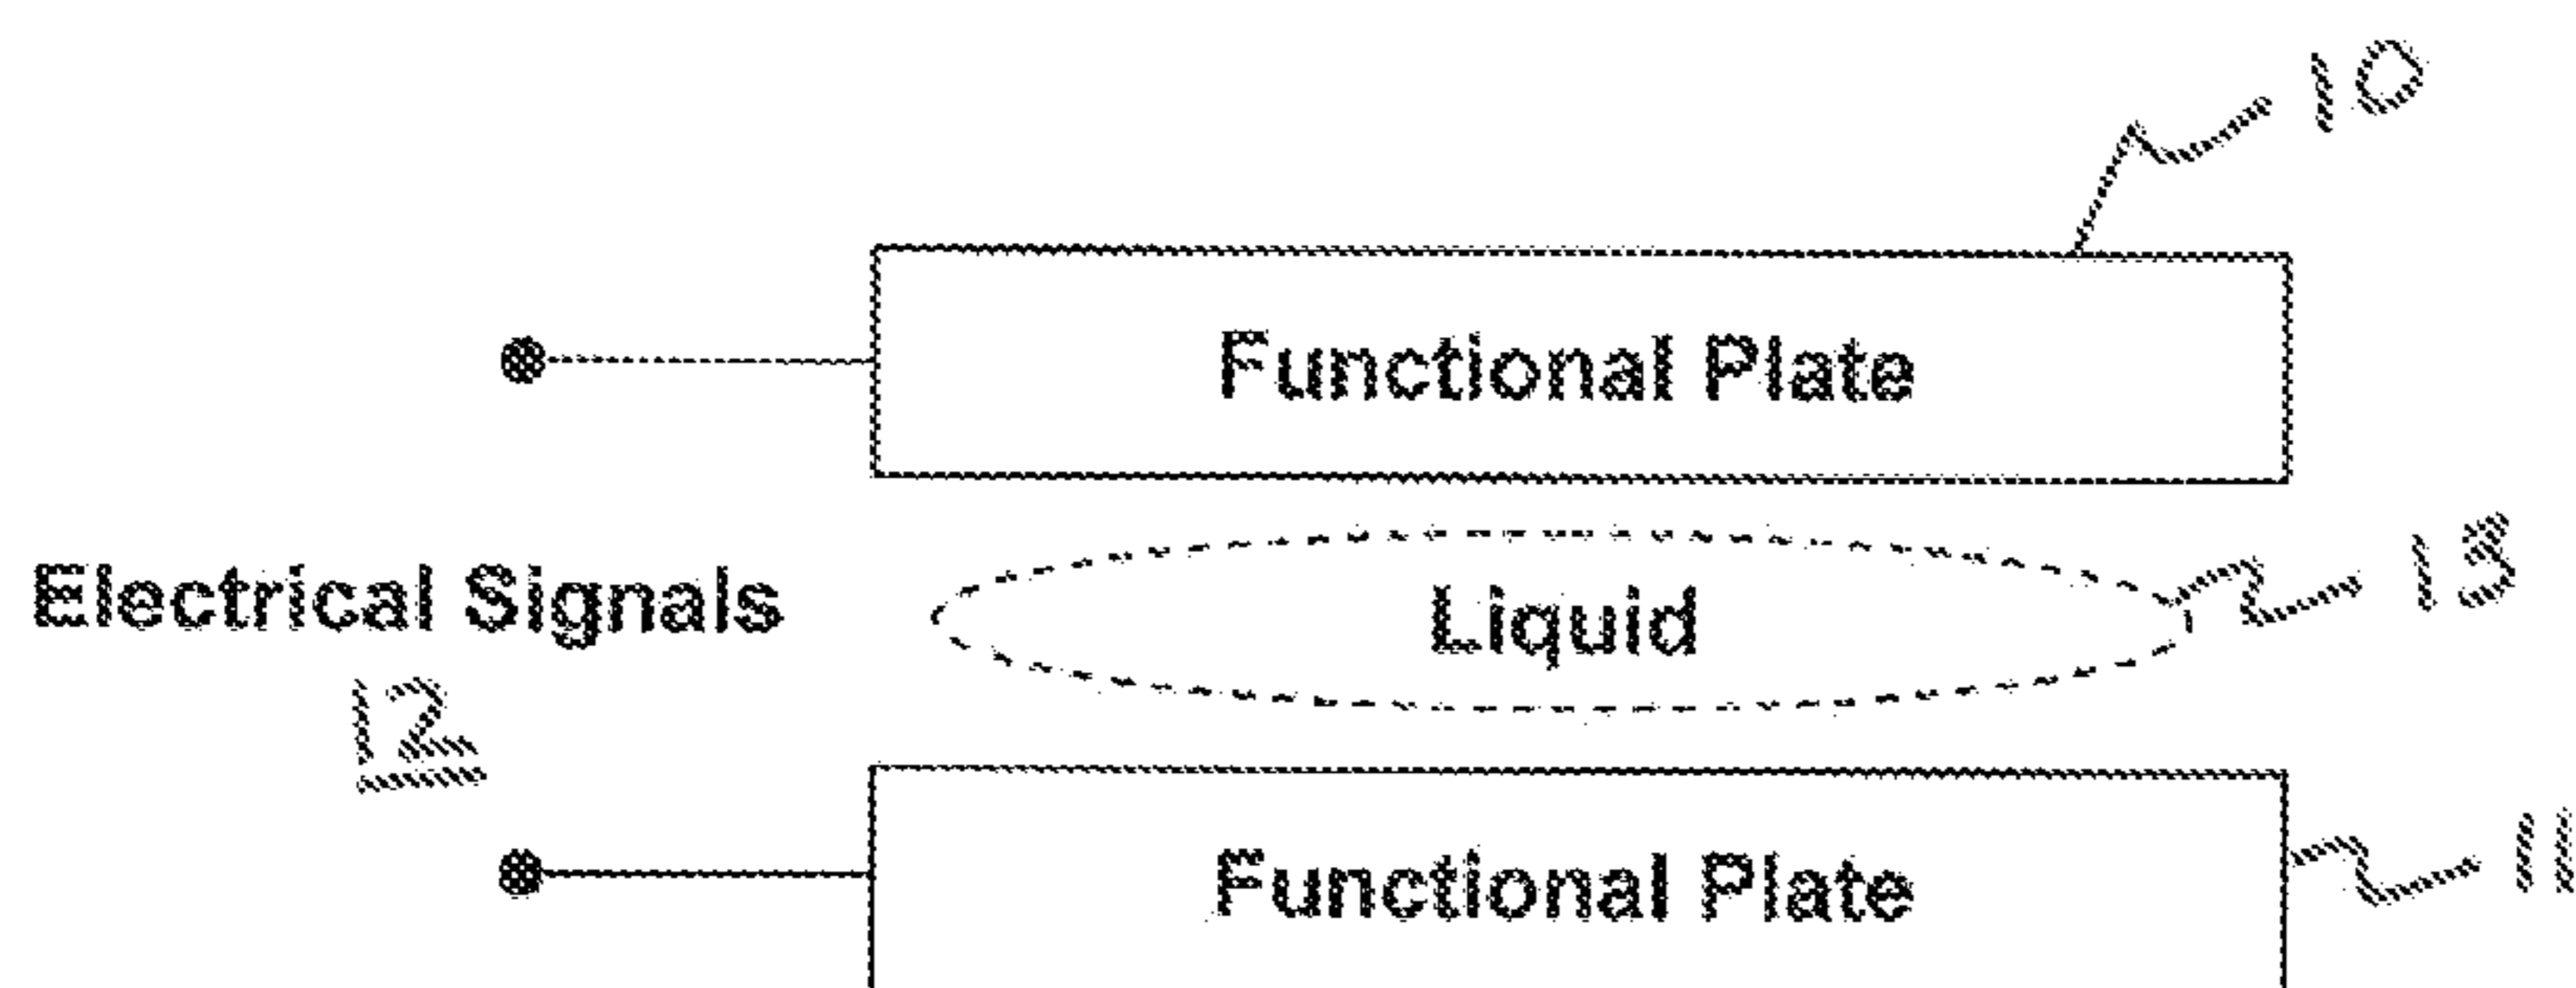 10
Functional Plate
Electrical Signals
Liquid
13
12
Functional Plate
11